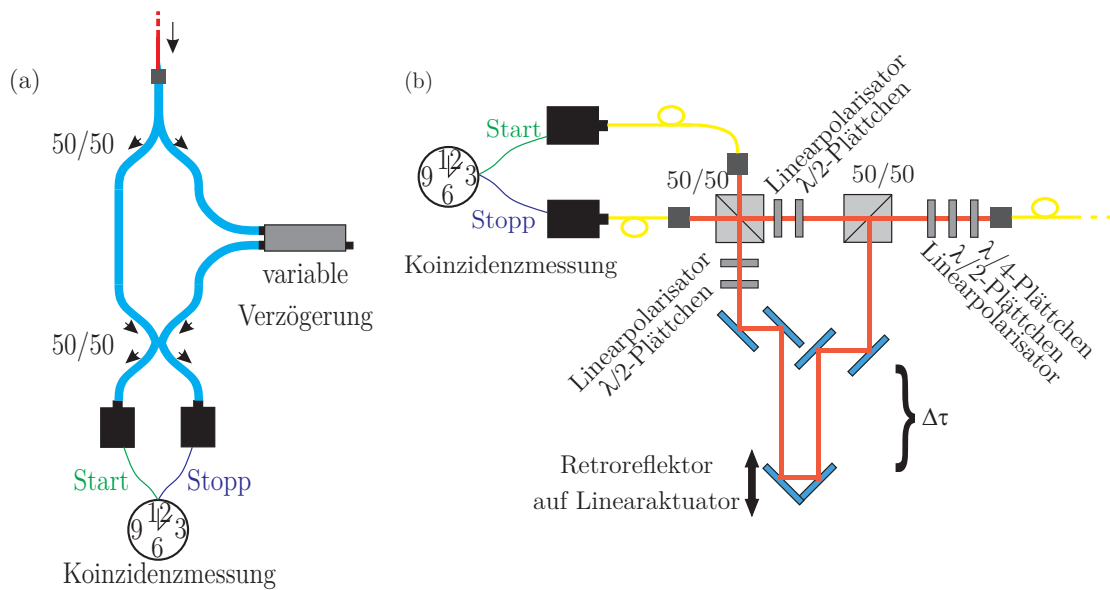 (a)
50/50
variable
Verzögerung
50/50
Start
Stopp
12
9
3
6
Koinzidenzmessung
(b)
Start
12
9
3
6
Stopp
Koinzidenzmessung
50/50
Linearpolarisator
λ/2-Plättchen
50/50
λ/4-Plättchen
λ/2-Plättchen
Linearpolarisator
Linearpolarisator
λ/2-Plättchen
Δτ
Retroreflektor
auf Linearaktuator